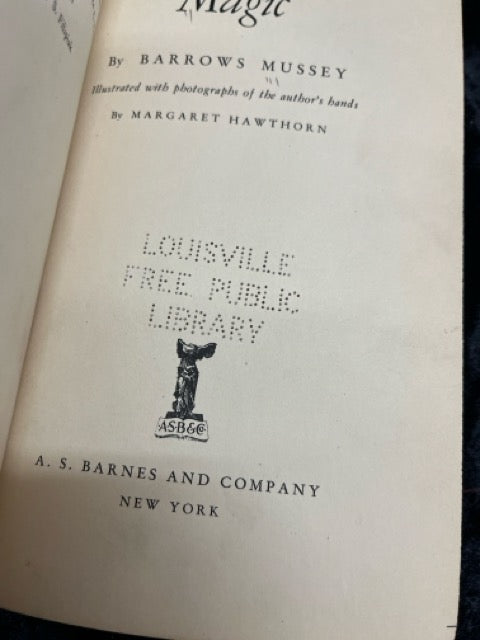 Magic
By BARROWS MUSSEY
Illustrated with photographs of the author's hands
By MARGARET HAWTHORN
LOUISVILLE
FREE PUBLIC
LIBRARY
A·S·B&Co
A. S. BARNES AND COMPANY
NEW YORK